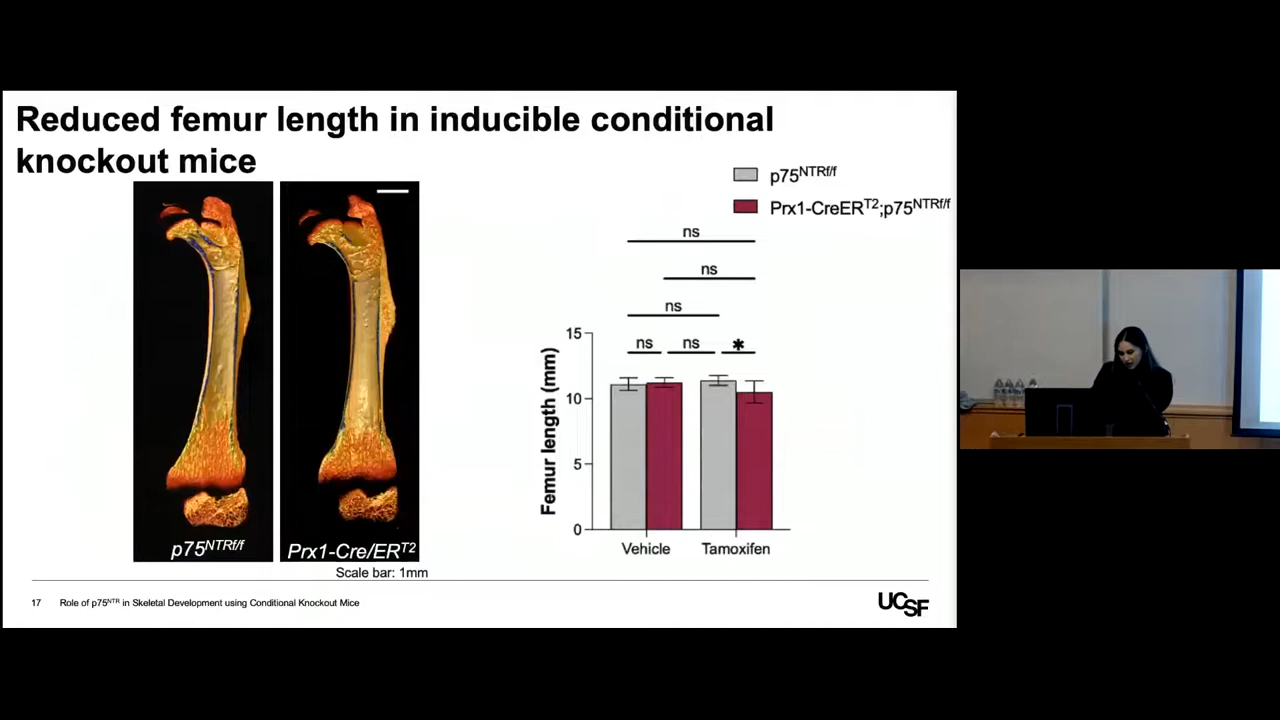 Reduced femur length in inducible conditional
knockout mice
p75NTRf/f
Prx1-CreERT2;p75NTRf/f
ns
ns
ns
ns
ns
*
15
10
5
0
Femur length (mm)
Vehicle
Tamoxifen
p75NTRf/f
Prx1-Cre/ERT2
Scale bar: 1mm
17 Role of p75NTR in Skeletal Development using Conditional Knockout Mice
UCSF